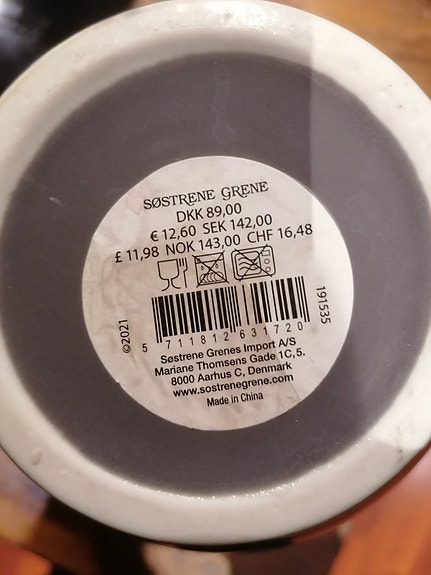 SØSTRENE GRENE
DKK 89,00
€ 12,60 SEK 142,00
£ 11,98 NOK 143,00 CHF 16,48
©2021
191535
5 711812 631720
Søstrene Grenes Import A/S
Mariane Thomsens Gade 1C, 5.
8000 Aarhus C, Denmark
www.sostrenegrene.com
Made in China